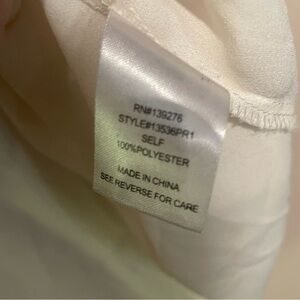 RN#139276
STYLE#13536PR1
SELF
100%POLYESTER
MADE IN CHINA
SEE REVERSE FOR CARE